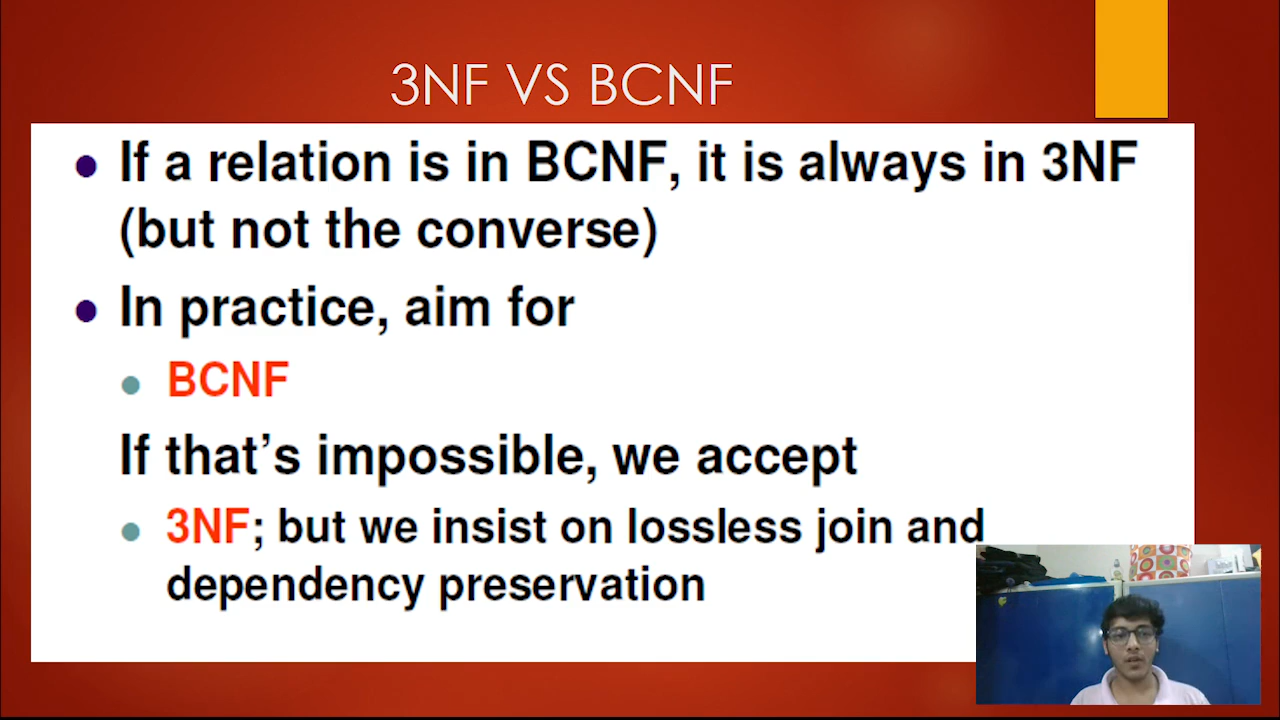 3NF VS BCNF
If a relation is in BCNF, it is always in 3NF
(but not the converse)
In practice, aim for
BCNF
If that's impossible, we accept
3NF; but we insist on lossless join and
dependency preservation